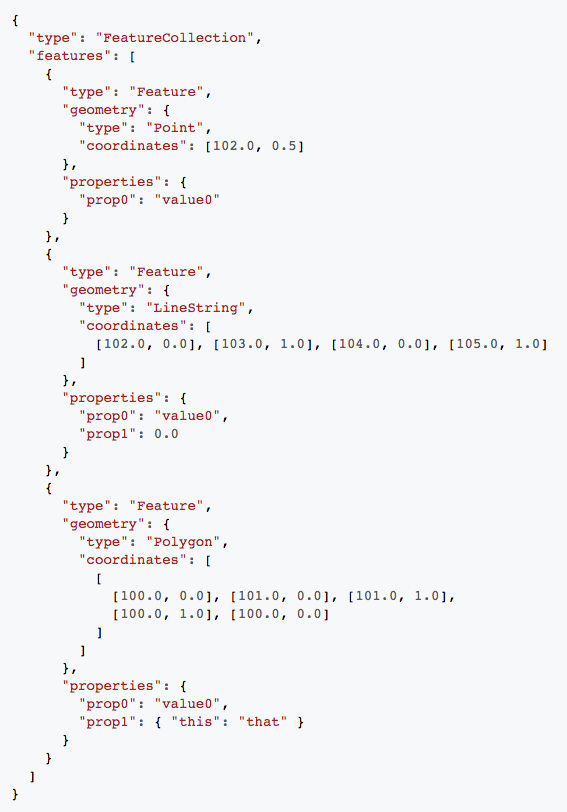 {
  "type": "FeatureCollection",
  "features": [
    {
      "type": "Feature",
      "geometry": {
        "type": "Point",
        "coordinates": [102.0, 0.5]
      },
      "properties": {
        "prop0": "value0"
      }
    },
    {
      "type": "Feature",
      "geometry": {
        "type": "LineString",
        "coordinates": [
          [102.0, 0.0], [103.0, 1.0], [104.0, 0.0], [105.0, 1.0]
        ]
      },
      "properties": {
        "prop0": "value0",
        "prop1": 0.0
      }
    },
    {
      "type": "Feature",
      "geometry": {
        "type": "Polygon",
        "coordinates": [
          [
            [100.0, 0.0], [101.0, 0.0], [101.0, 1.0],
            [100.0, 1.0], [100.0, 0.0]
          ]
        ]
      },
      "properties": {
        "prop0": "value0",
        "prop1": { "this": "that" }
      }
    }
  ]
}